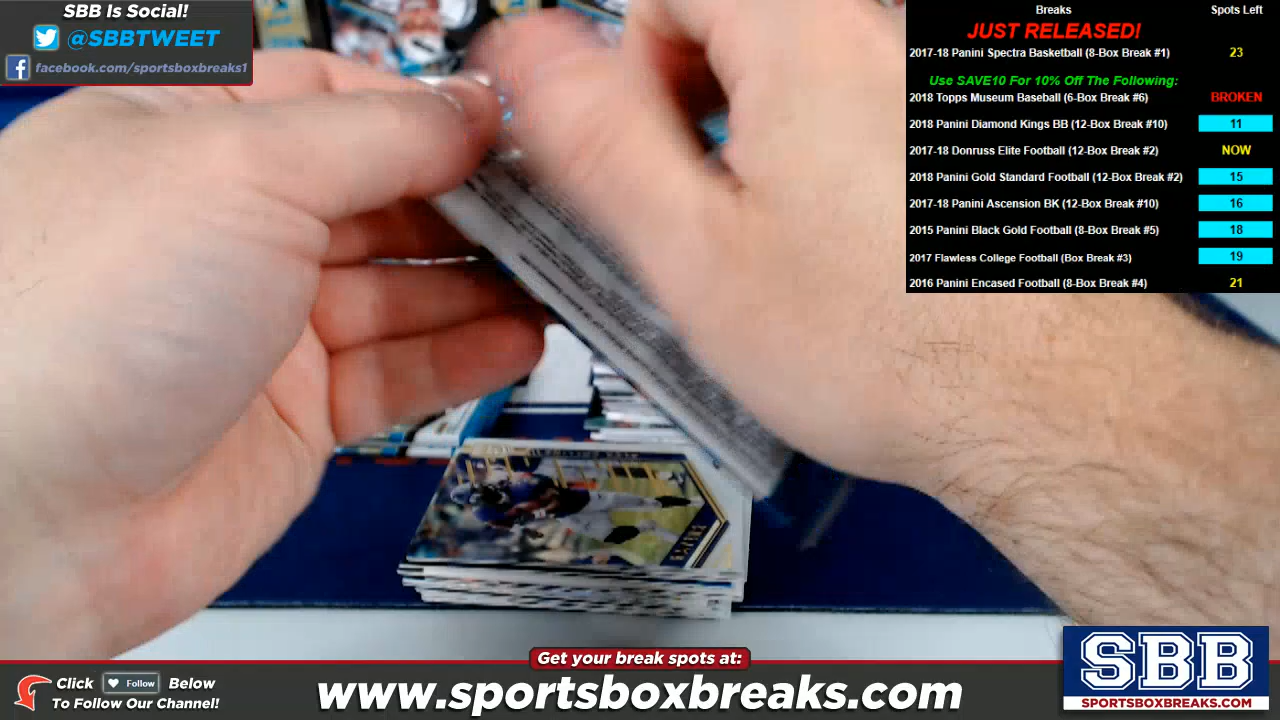 SBB Is Social!
@SBBTWEET
facebook.com/sportsboxbreaks1
Breaks Spots Left
JUST RELEASED!
2017-18 Panini Spectra Basketball (8-Box Break #1) 23
Use SAVE10 For 10% Off The Following:
2018 Topps Museum Baseball (6-Box Break #6) BROKEN
2018 Panini Diamond Kings BB (12-Box Break #10) 11
2017-18 Donruss Elite Football (12-Box Break #2) NOW
2018 Panini Gold Standard Football (12-Box Break #2) 15
2017-18 Panini Ascension BK (12-Box Break #10) 16
2015 Panini Black Gold Football (8-Box Break #5) 18
2017 Flawless College Football (Box Break #3) 19
2016 Panini Encased Football (8-Box Break #4) 21
Get your break spots at:
Click Follow Below
To Follow Our Channel!
www.sportsboxbreaks.com
SBB
SPORTSBOXBREAKS.COM